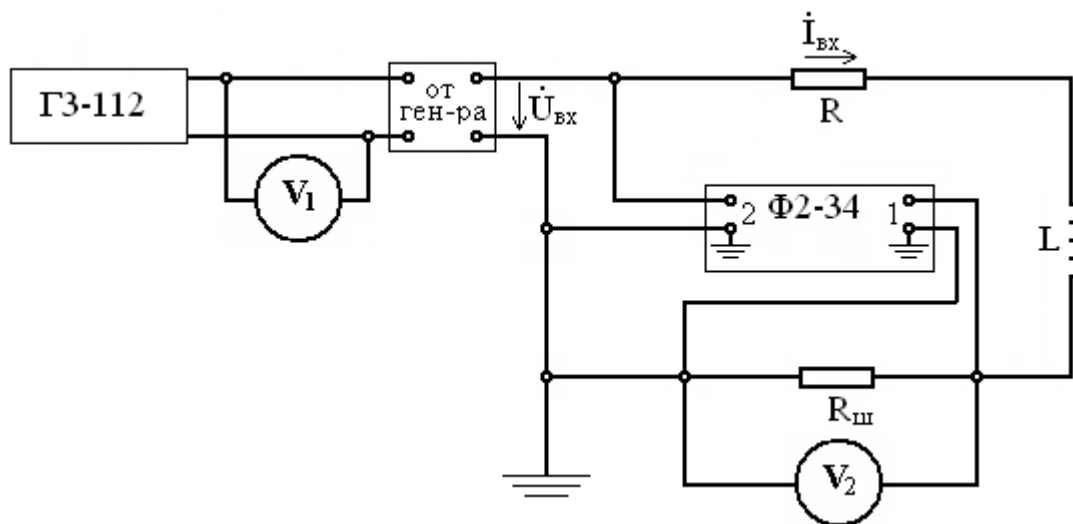 Г3-112
V1
от
ген-ра
U̇вх
İвх
R
2 Ф2-34 1
L
Rш
V2